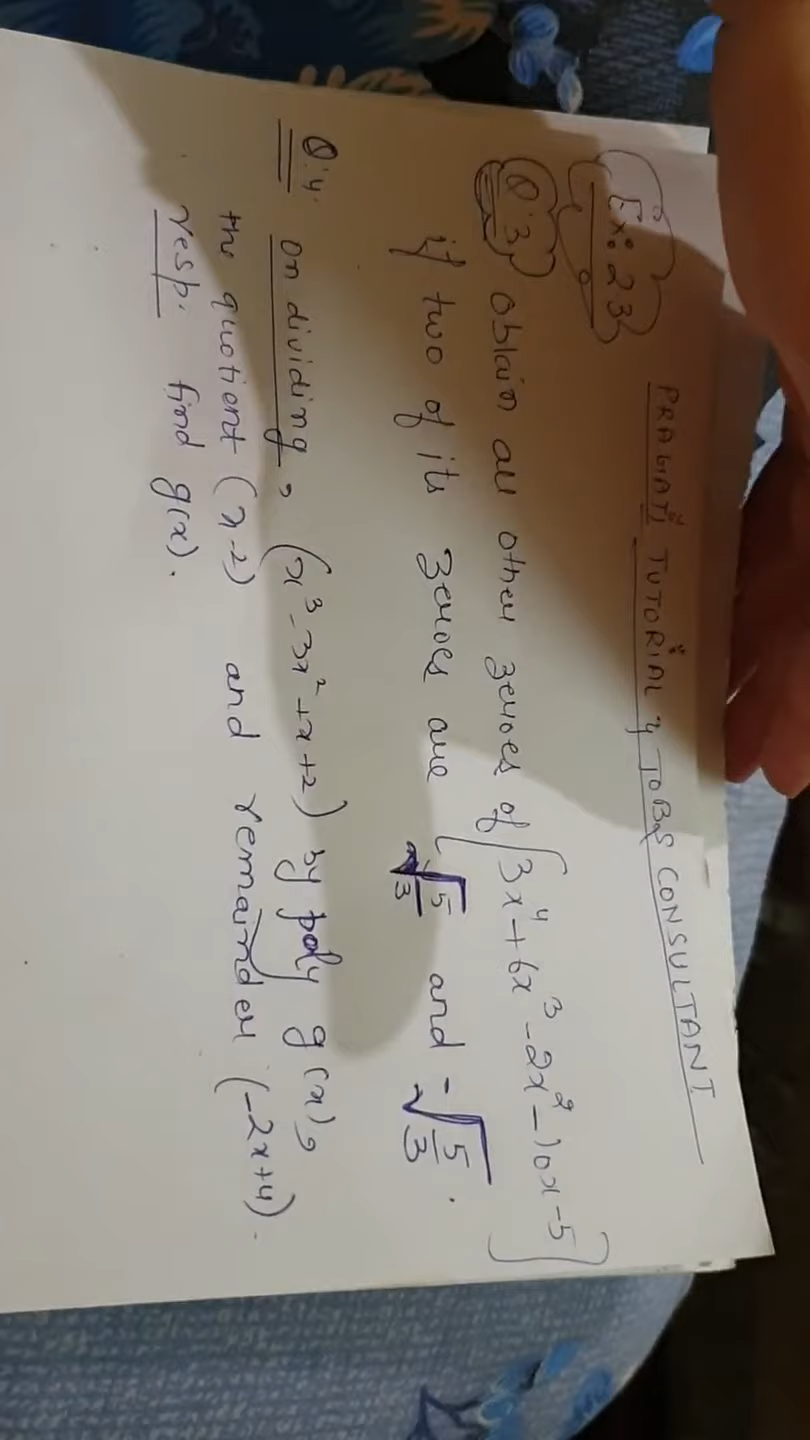 PRAGATI TUTORIAL & JOBS CONSULTANT
Ex: 23
Q.3, obtain all other zeroes of [3x⁴+6x³-2x²-10x-5]
if two of its zeroes are √5/3 and -√5/3.
Q.4. on dividing, (x³-3x²+x+2) by poly g(x),
the quotient (x-2) and remainder (-2x+4).
resp. find g(x).